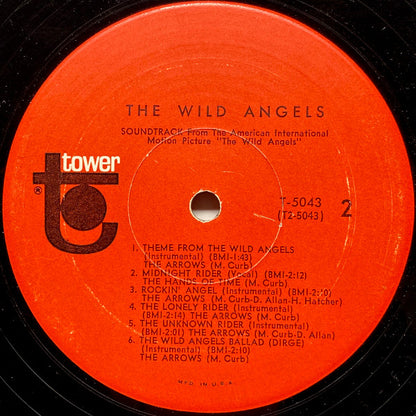 THE WILD ANGELS
SOUNDTRACK From The American International
Motion Picture "The Wild Angels"
tower
®
T-5043
(T2-5043)
2
1. THEME FROM THE WILD ANGELS
(Instrumental) (BMI-1:43)
THE ARROWS (M. Curb)
2. MIDNIGHT RIDER (Vocal) (BMI-2:12)
THE HANDS OF TIME (M. Curb)
3. ROCKIN' ANGEL (Instrumental) (BMI-2:20)
THE ARROWS (M. Curb-D. Allan-H. Hatcher)
4. THE LONELY RIDER (Instrumental)
(BMI-2:14) THE ARROWS (M. Curb)
5. THE UNKNOWN RIDER (Instrumental)
(BMI-2:01) THE ARROWS (M. Curb-D. Allan)
6. THE WILD ANGELS BALLAD (DIRGE)
(Instrumental) (BMI-2:10)
THE ARROWS (M. Curb)
MFD. IN U.S.A.